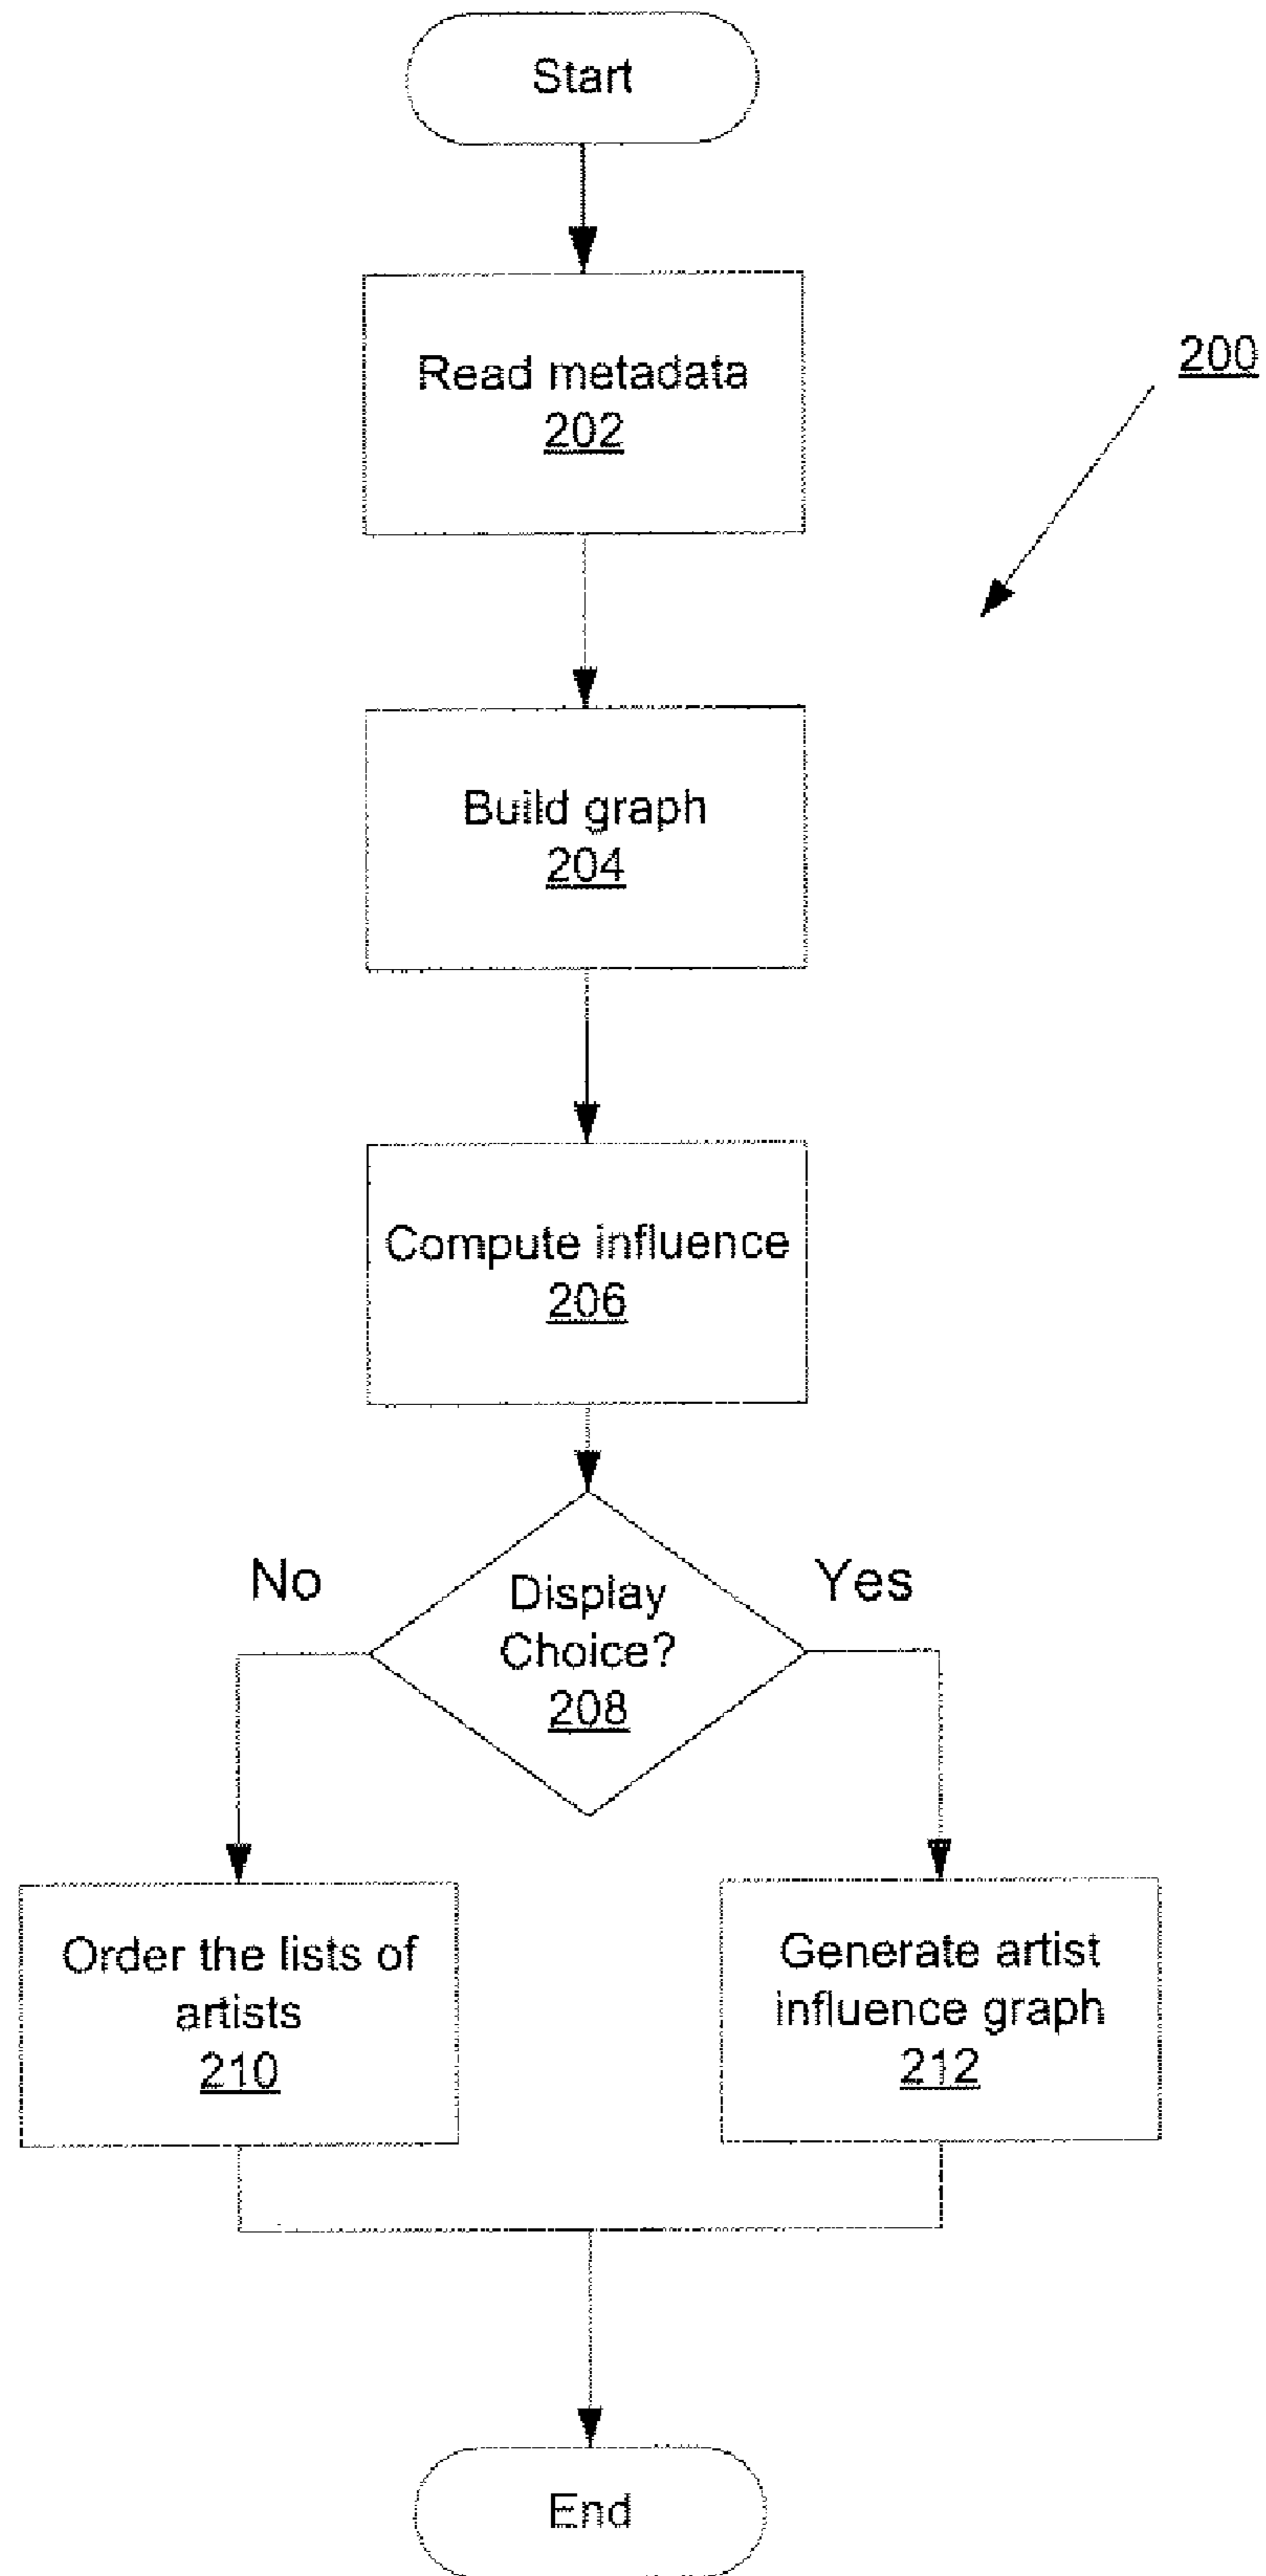 Start
Read metadata
202
200
Build graph
204
Compute influence
206
No
Yes
Display
Choice?
208
Order the lists of
artists
210
Generate artist
influence graph
212
End